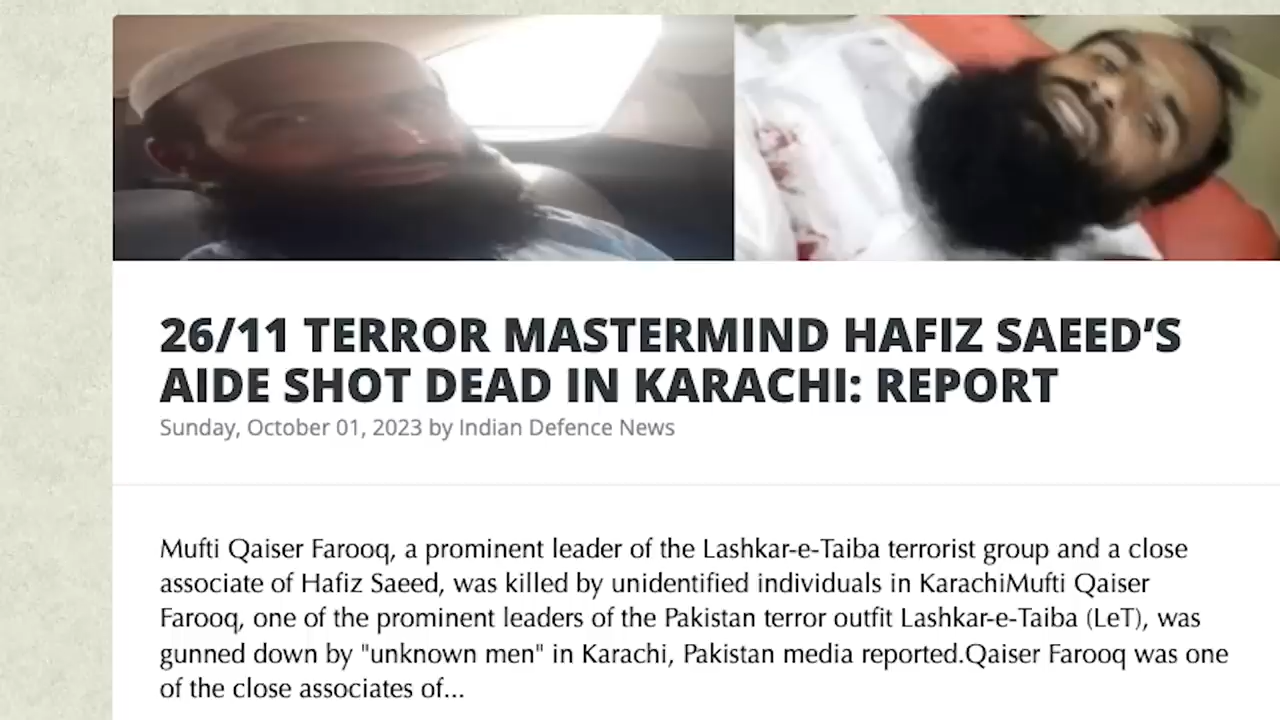 26/11 TERROR MASTERMIND HAFIZ SAEED’S
AIDE SHOT DEAD IN KARACHI: REPORT
Sunday, October 01, 2023 by Indian Defence News
Mufti Qaiser Farooq, a prominent leader of the Lashkar-e-Taiba terrorist group and a close
associate of Hafiz Saeed, was killed by unidentified individuals in KarachiMufti Qaiser
Farooq, one of the prominent leaders of the Pakistan terror outfit Lashkar-e-Taiba (LeT), was
gunned down by "unknown men" in Karachi, Pakistan media reported.Qaiser Farooq was one
of the close associates of...